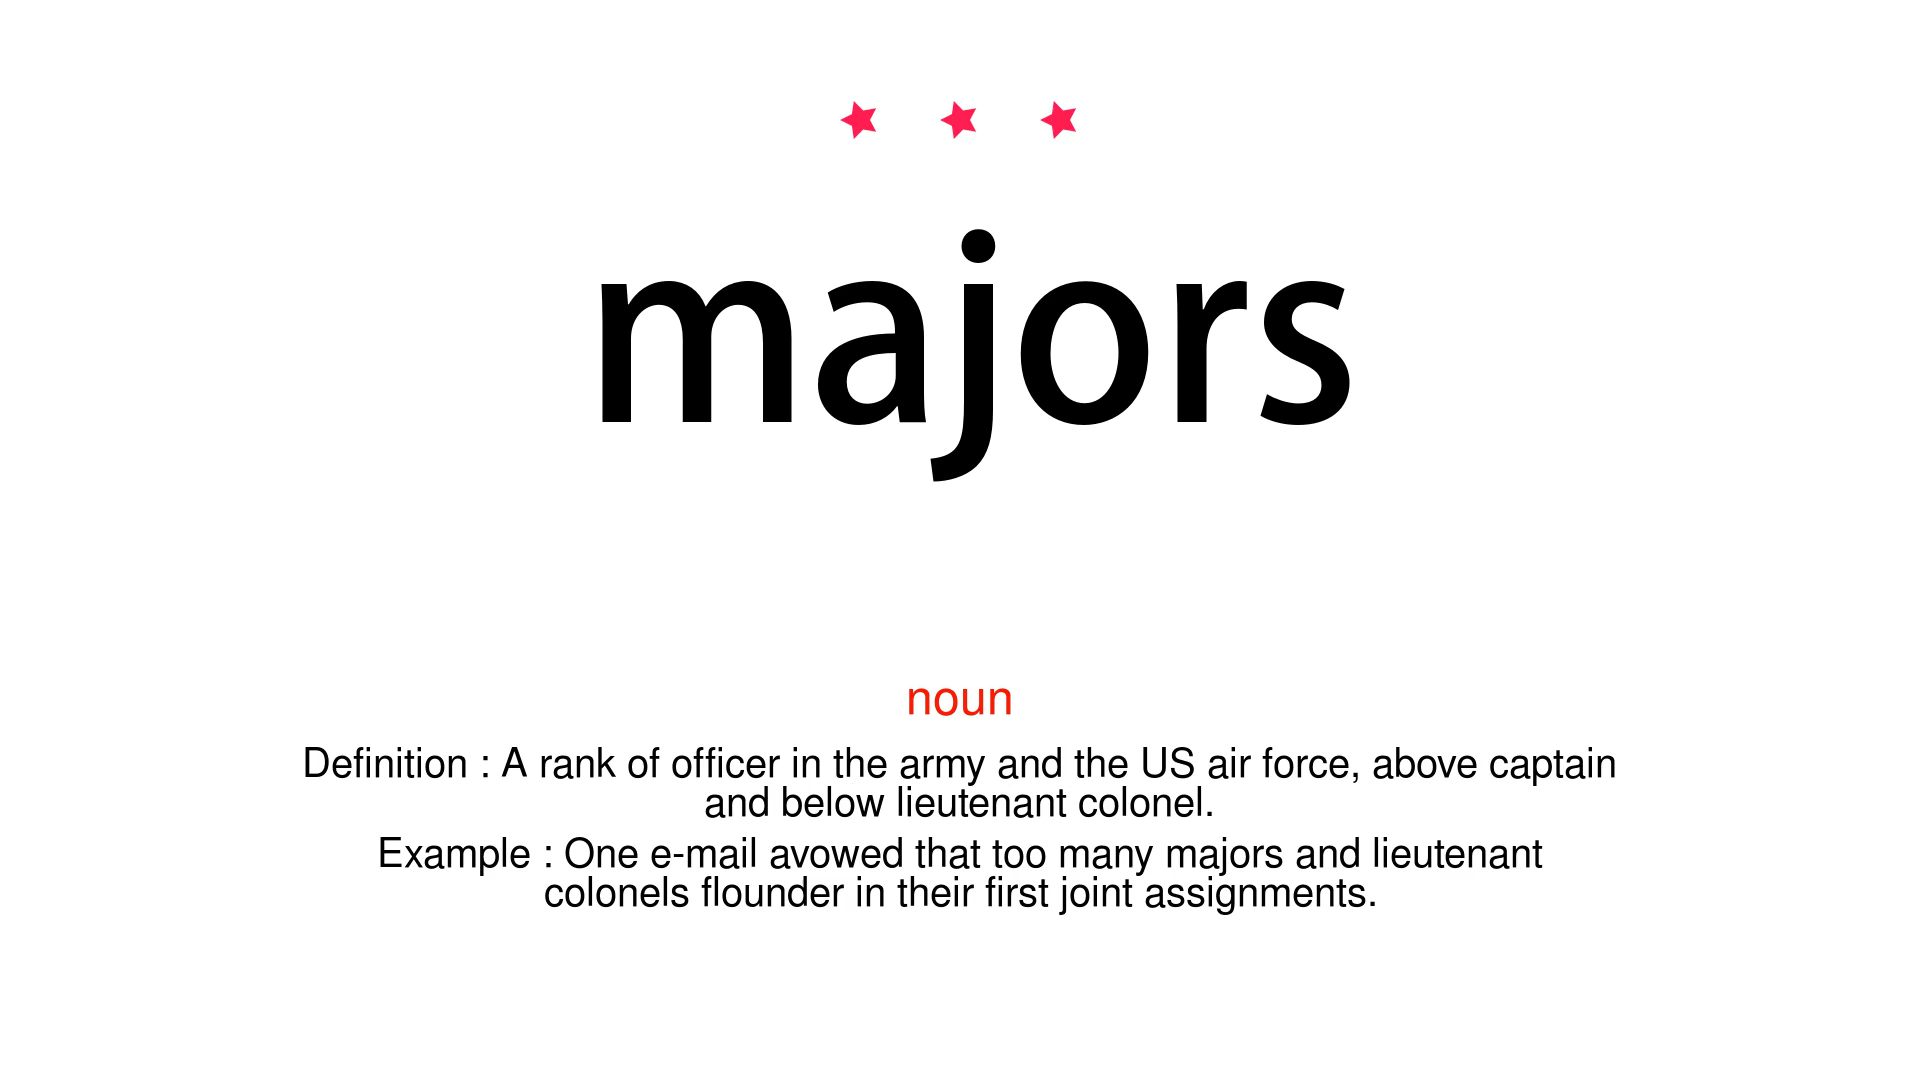 majors
noun
Definition : A rank of officer in the army and the US air force, above captain
and below lieutenant colonel.
Example : One e-mail avowed that too many majors and lieutenant
colonels flounder in their first joint assignments.